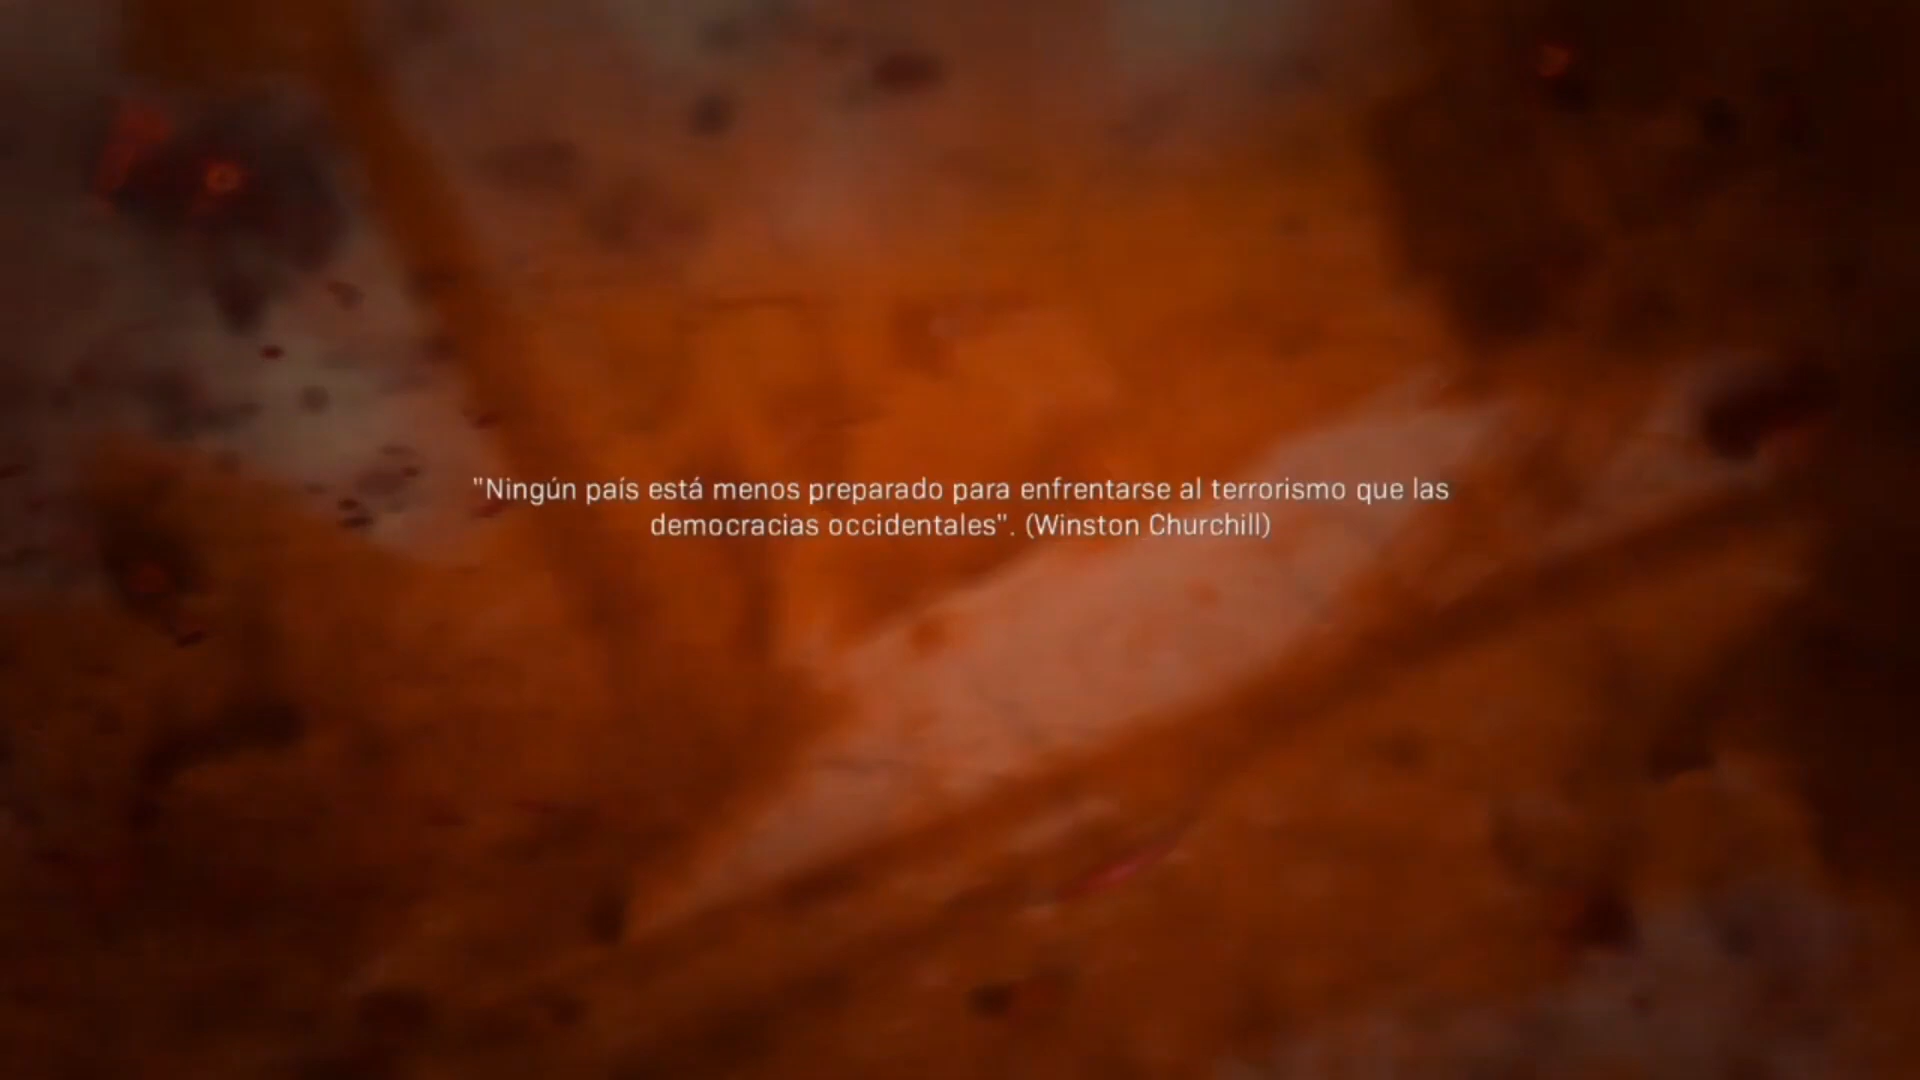 "Ningún país está menos preparado para enfrentarse al terrorismo que las
democracias occidentales". (Winston Churchill)